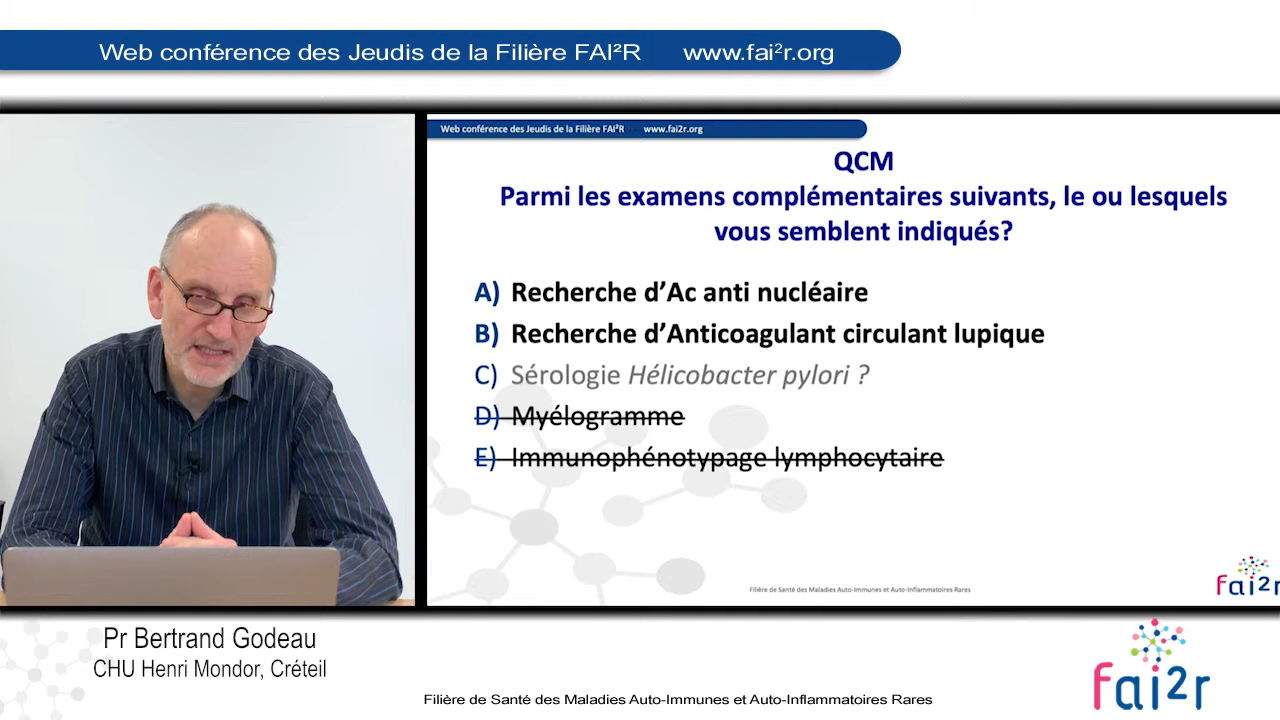 Web conférence des Jeudis de la Filière FAI²R www.fai²r.org
Web conférence des Jeudis de la Filière FAI²R www.fai2r.org
QCM
Parmi les examens complémentaires suivants, le ou lesquels
vous semblent indiqués?
A) Recherche d’Ac anti nucléaire
B) Recherche d’Anticoagulant circulant lupique
C) Sérologie Hélicobacter pylori ?
D) Myélogramme
E) Immunophénotypage lymphocytaire
Filière de Santé des Maladies Auto-Immunes et Auto-Inflammatoires Rares
fai2r
Pr Bertrand Godeau
CHU Henri Mondor, Créteil
fai2r
Filière de Santé des Maladies Auto-Immunes et Auto-Inflammatoires Rares